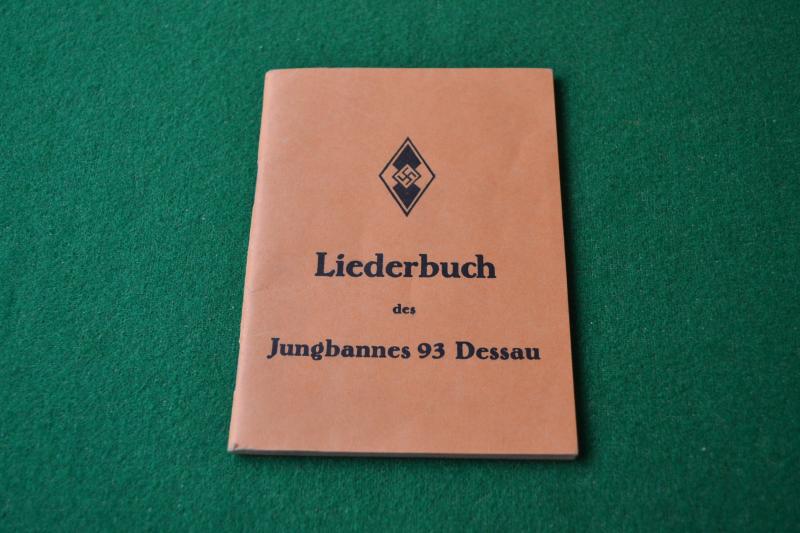 Liederbuch
des
Jungbannes 93 Dessau